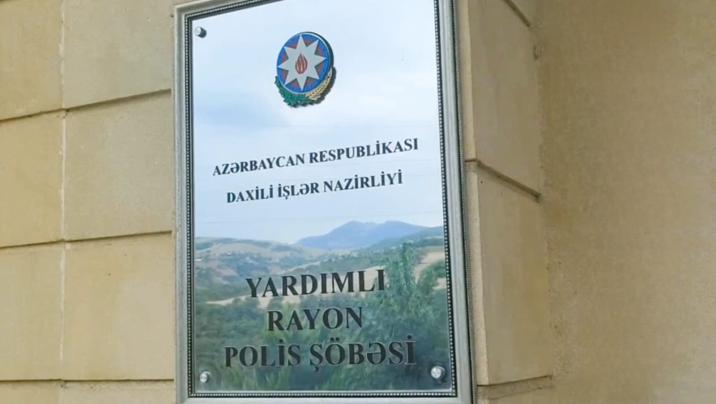 AZƏRBAYCAN RESPUBLİKASI
DAXİLİ İŞLƏR NAZİRLİYİ
YARDIMLI
RAYON
POLİS ŞÖBƏSİ